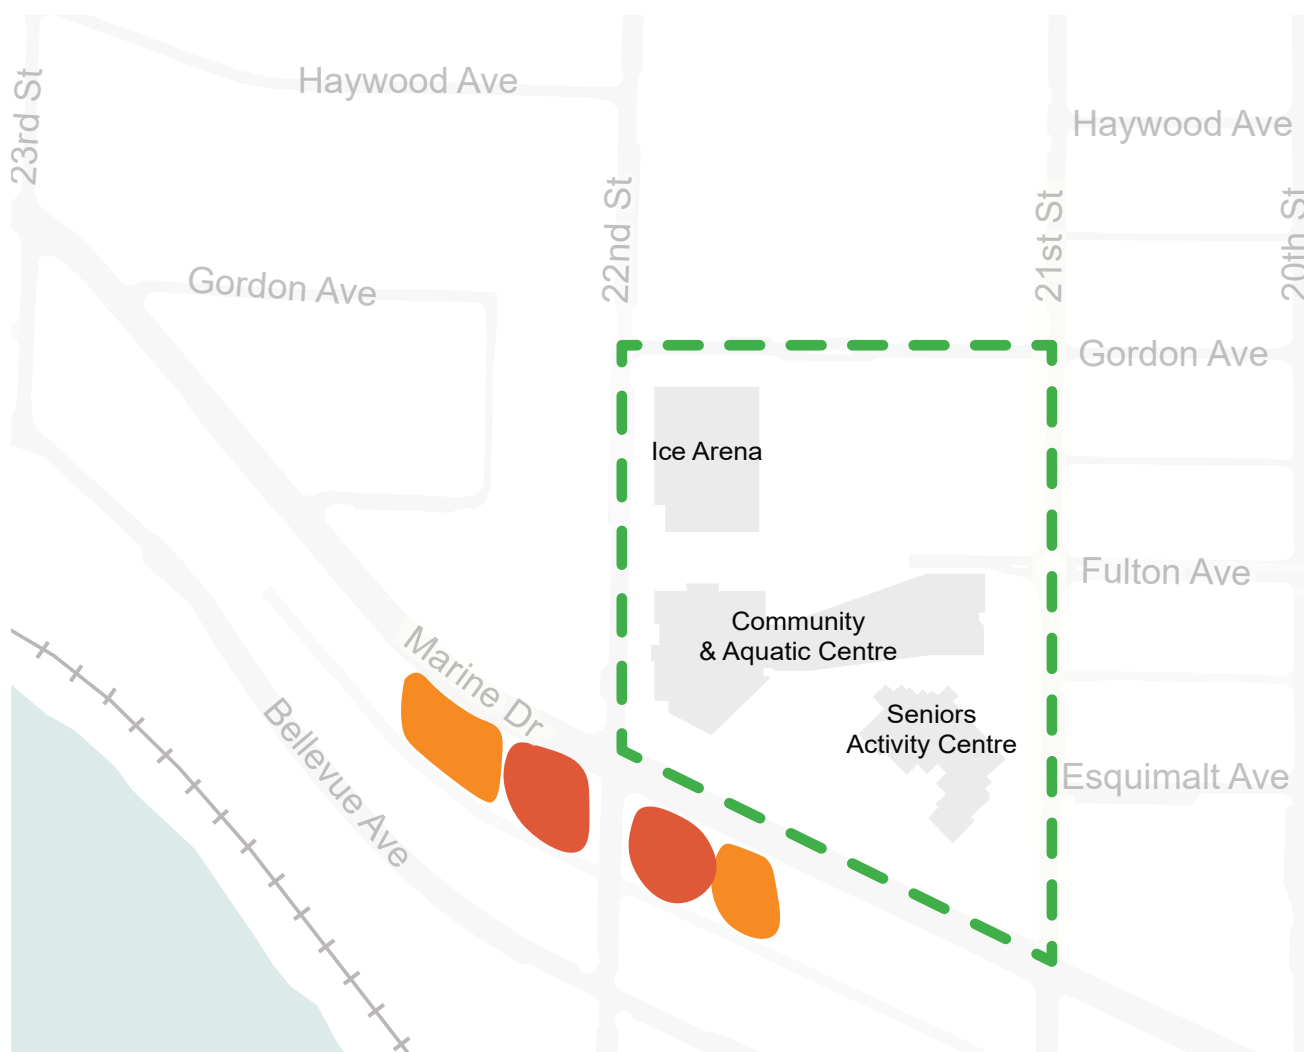 Haywood Ave
23rd St
Haywood Ave
22nd St
21st St
20th St
Gordon Ave
Gordon Ave
Ice Arena
Fulton Ave
Community
& Aquatic Centre
Marine Dr
Seniors
Activity Centre
Bellevue Ave
Esquimalt Ave